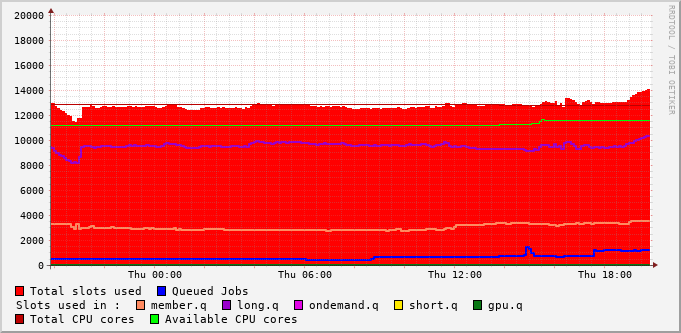 20000
18000
16000
14000
12000
10000
8000
6000
4000
2000
0
Thu 00:00 Thu 06:00 Thu 12:00 Thu 18:00
RRDTOOL / TOBI OETIKER
Total slots used Queued Jobs
Slots used in : member.q long.q ondemand.q short.q gpu.q
Total CPU cores Available CPU cores